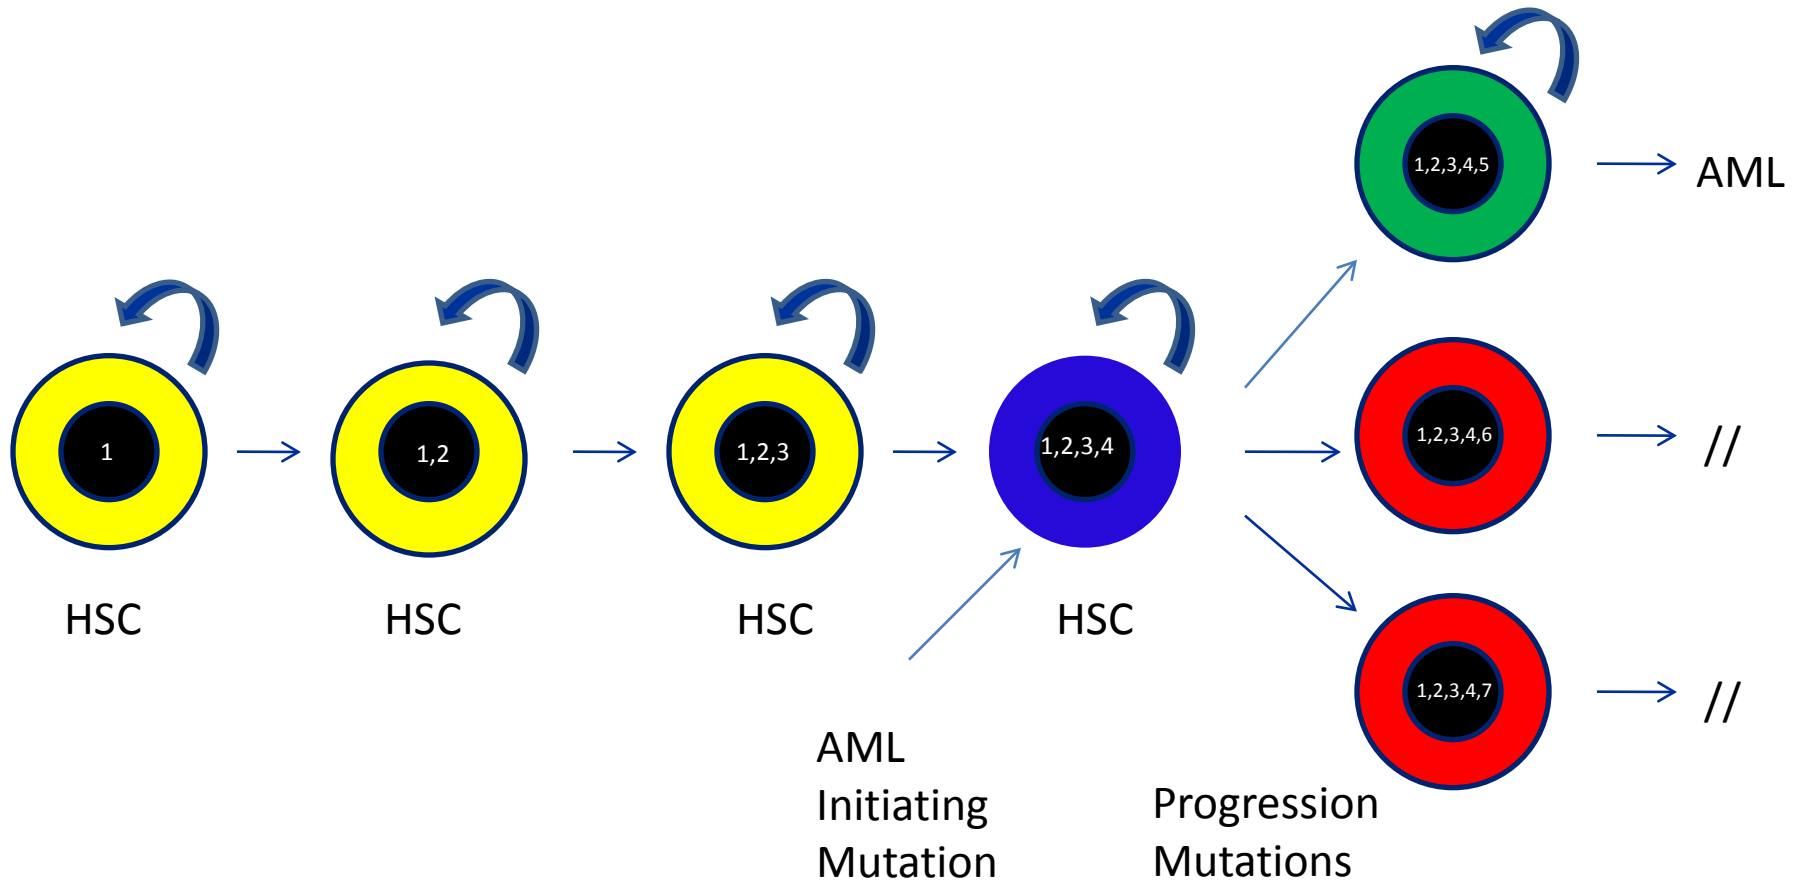 1,2,3,4,5
AML
1
1,2
1,2,3
1,2,3,4
1,2,3,4,6
//
HSC
HSC
HSC
HSC
1,2,3,4,7
//
AML
Initiating
Mutation
Progression
Mutations